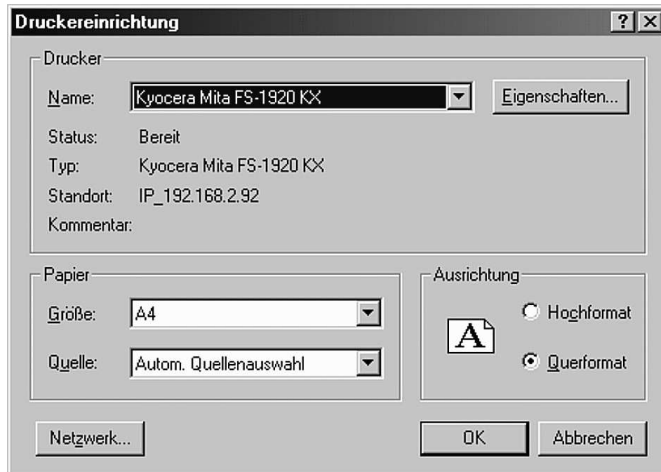 Druckereinrichtung
Drucker
Name: Kyocera Mita FS-1920 KX Eigenschaften...
Status: Bereit
Typ: Kyocera Mita FS-1920 KX
Standort: IP_192.168.2.92
Kommentar:
Papier
Größe: A4
Quelle: Autom. Quellenauswahl
Ausrichtung
A
Hochformat
Querformat
Netzwerk... OK Abbrechen